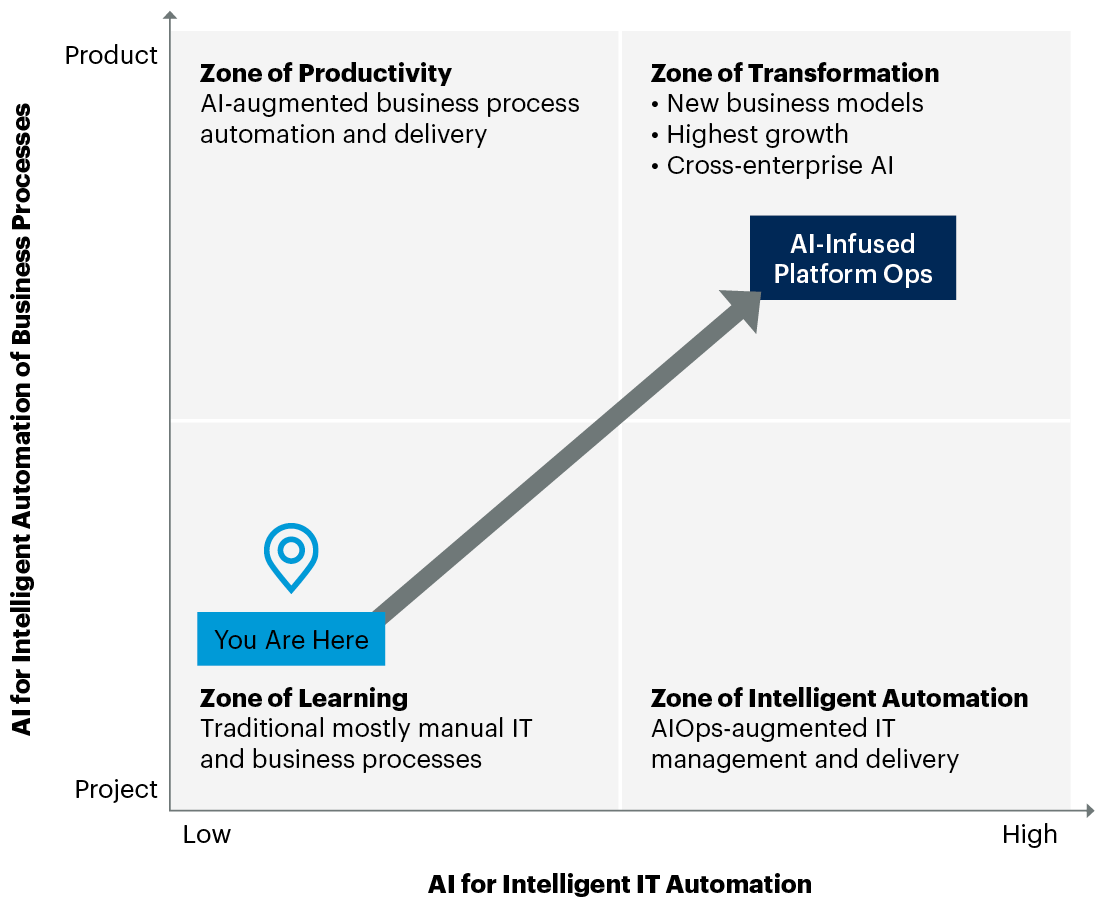 Product
AI for Intelligent Automation of Business Processes
Zone of Productivity
AI-augmented business process
automation and delivery
Zone of Transformation
• New business models
• Highest growth
• Cross-enterprise AI
AI-Infused
Platform Ops
You Are Here
Zone of Learning
Traditional mostly manual IT
and business processes
Zone of Intelligent Automation
AIOps-augmented IT
management and delivery
Project
Low
High
AI for Intelligent IT Automation